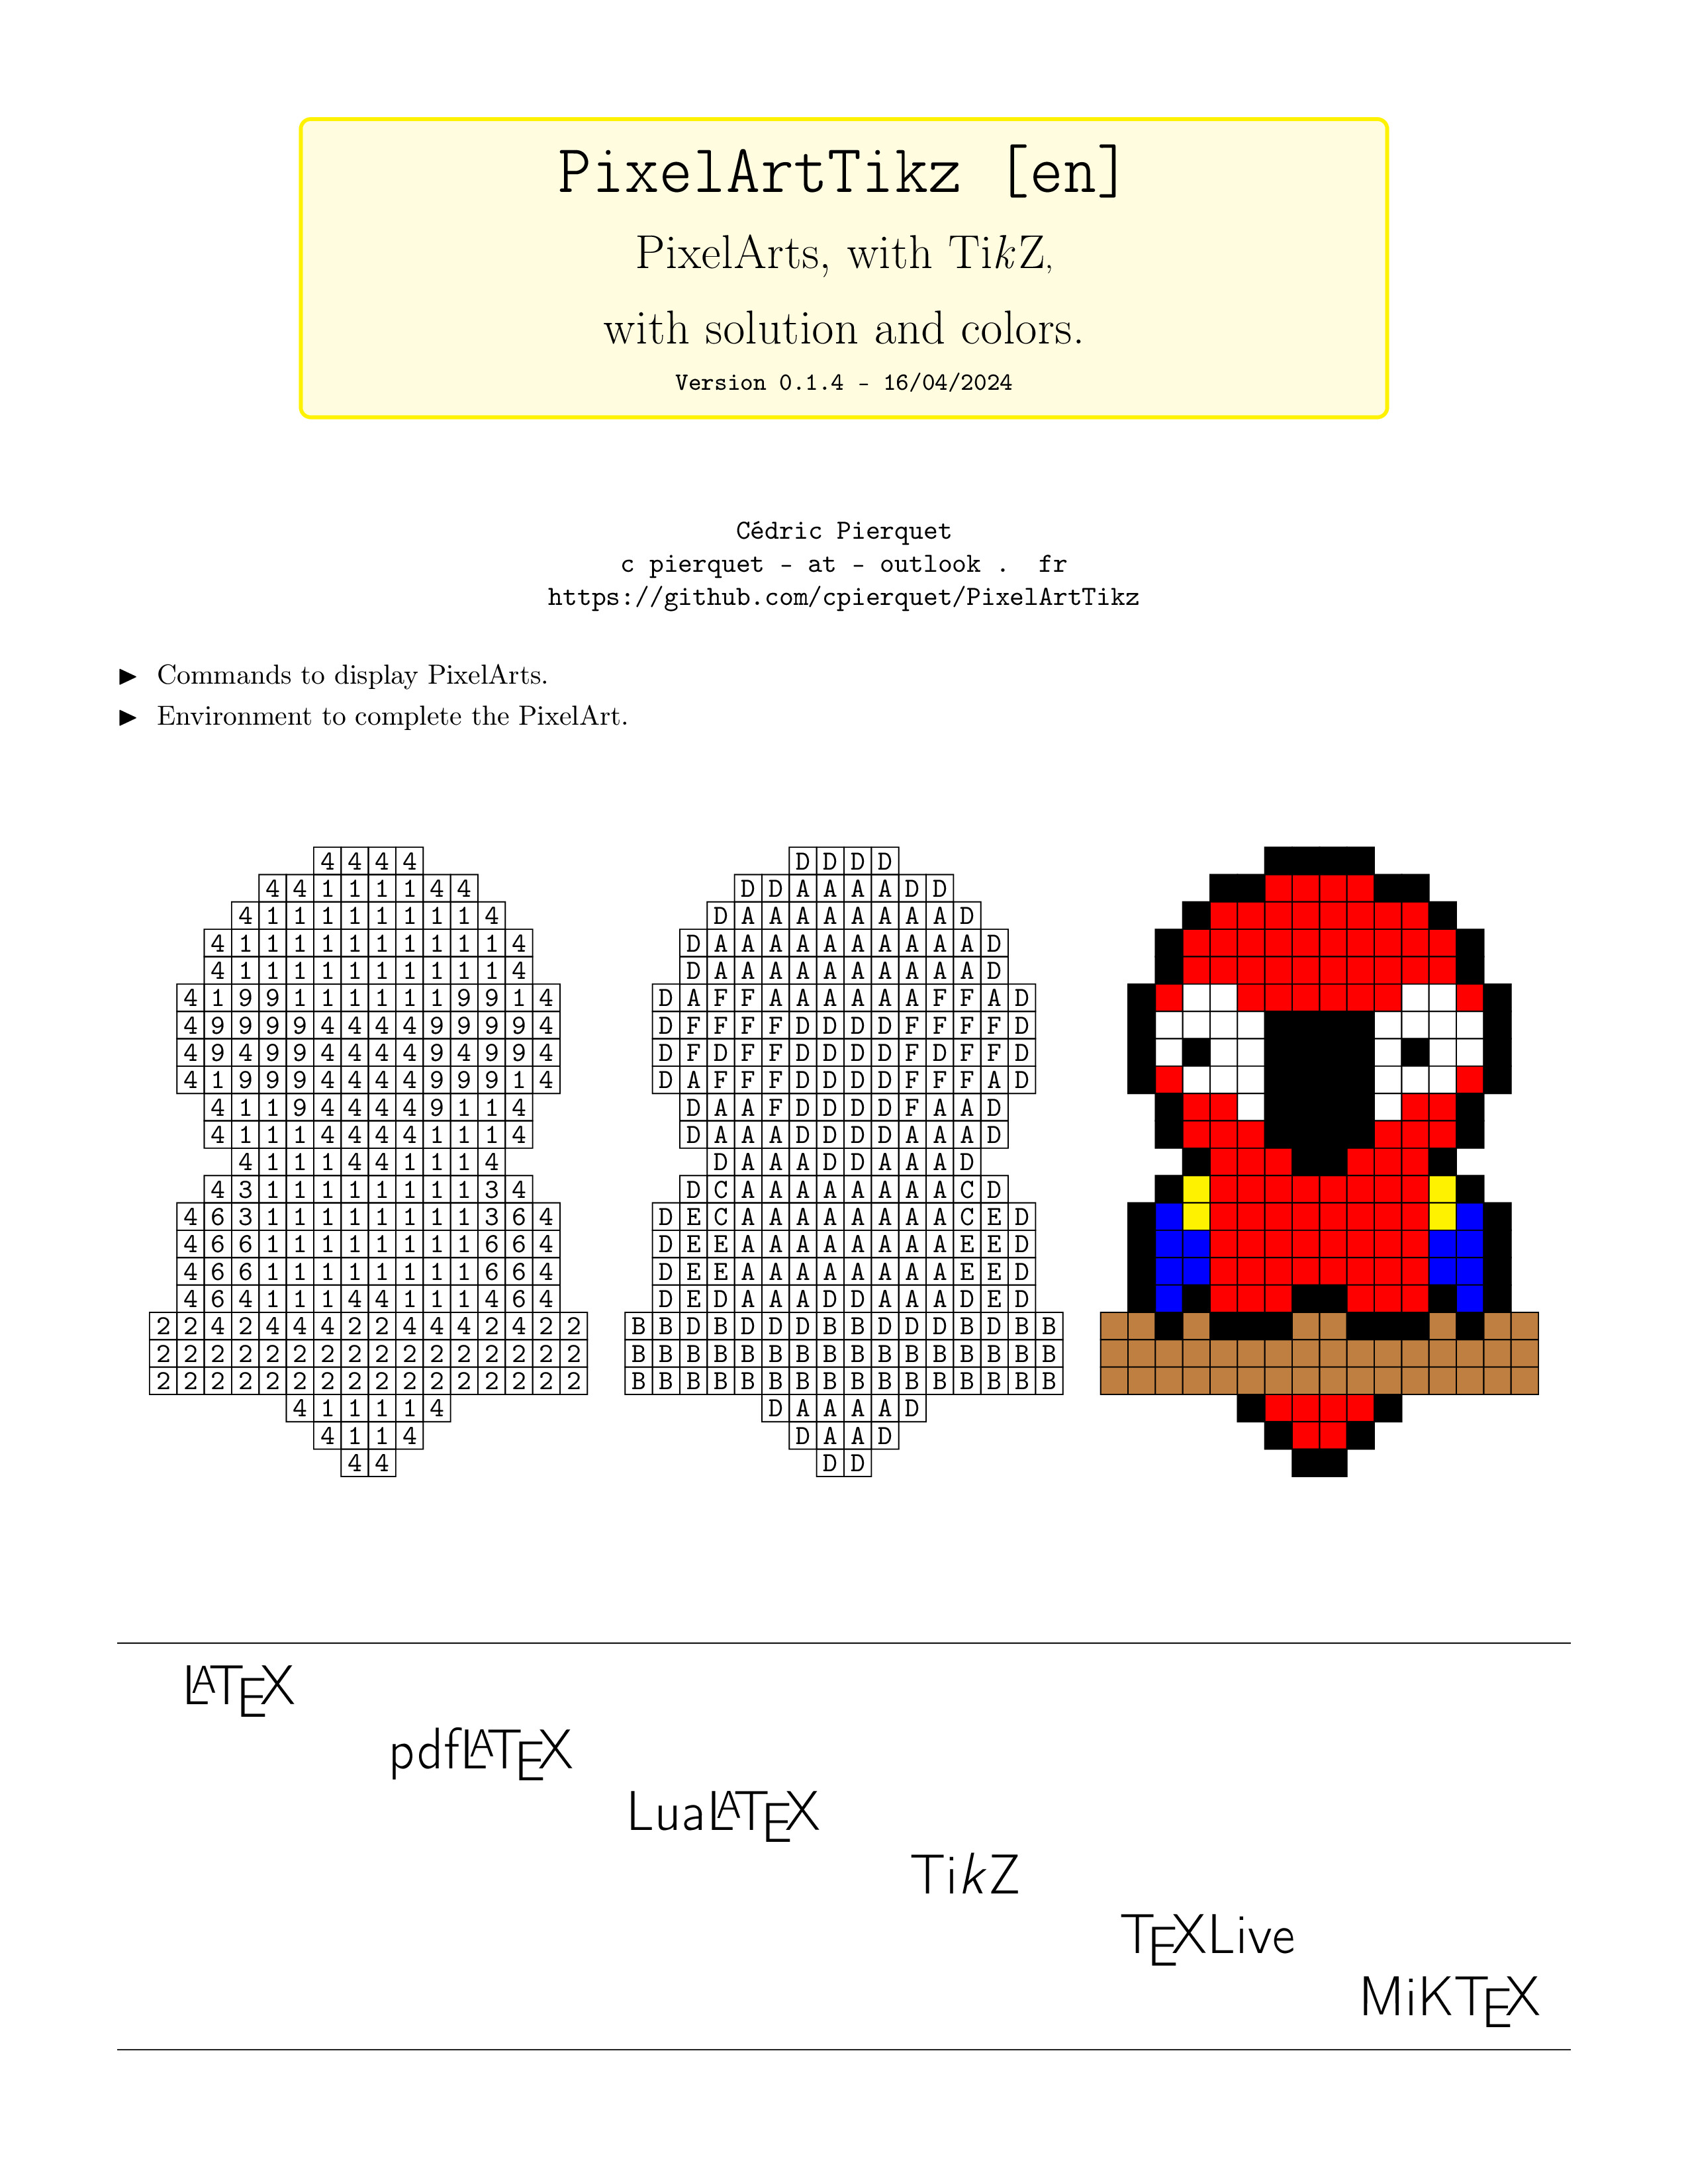 PixelArtTikz [en]
PixelArts, with TikZ,
with solution and colors.
Version 0.1.4 - 16/04/2024
Cédric Pierquet
c pierquet - at - outlook . fr
https://github.com/cpierquet/PixelArtTikz
► Commands to display PixelArts.
► Environment to complete the PixelArt.
4 4 4 4
4 4 1 1 1 1 4 4
4 1 1 1 1 1 1 1 1 4
4 1 1 1 1 1 1 1 1 1 1 4
4 1 1 1 1 1 1 1 1 1 1 4
4 1 9 9 1 1 1 1 1 1 9 9 1 4
4 9 9 9 9 4 4 4 4 9 9 9 9 4
4 9 4 9 9 4 4 4 4 9 4 9 9 4
4 1 9 9 9 4 4 4 4 9 9 9 1 4
4 1 1 9 4 4 4 4 9 1 1 4
4 1 1 1 4 4 4 4 1 1 1 4
4 1 1 1 4 4 1 1 1 4
4 3 1 1 1 1 1 1 1 1 3 4
4 6 3 1 1 1 1 1 1 1 1 3 6 4
4 6 6 1 1 1 1 1 1 1 1 6 6 4
4 6 6 1 1 1 1 1 1 1 1 6 6 4
4 6 4 1 1 1 4 4 1 1 1 4 6 4
2 2 4 2 4 4 4 2 2 4 4 4 2 4 2 2
2 2 2 2 2 2 2 2 2 2 2 2 2 2 2 2
2 2 2 2 2 2 2 2 2 2 2 2 2 2 2 2
4 1 1 1 1 4
4 1 1 4
4 4
D D D D
D D A A A A D D
D A A A A A A A A D
D A A A A A A A A A A D
D A A A A A A A A A A D
D A F F A A A A A A F F A D
D F F F F D D D D F F F F D
D F D F F D D D D F D F F D
D A F F F D D D D F F F A D
D A A F D D D D F A A D
D A A A D D D D A A A D
D A A A D D A A A D
D C A A A A A A A A C D
D E C A A A A A A A A C E D
D E E A A A A A A A A E E D
D E E A A A A A A A A E E D
D E D A A A D D A A A D E D
B B D B D D D B B D D D B D B B
B B B B B B B B B B B B B B B B
B B B B B B B B B B B B B B B B
D A A A A D
D A A D
D D
LATEX
pdfLATEX
LuaLATEX
TikZ
TEXLive
MiKTEX